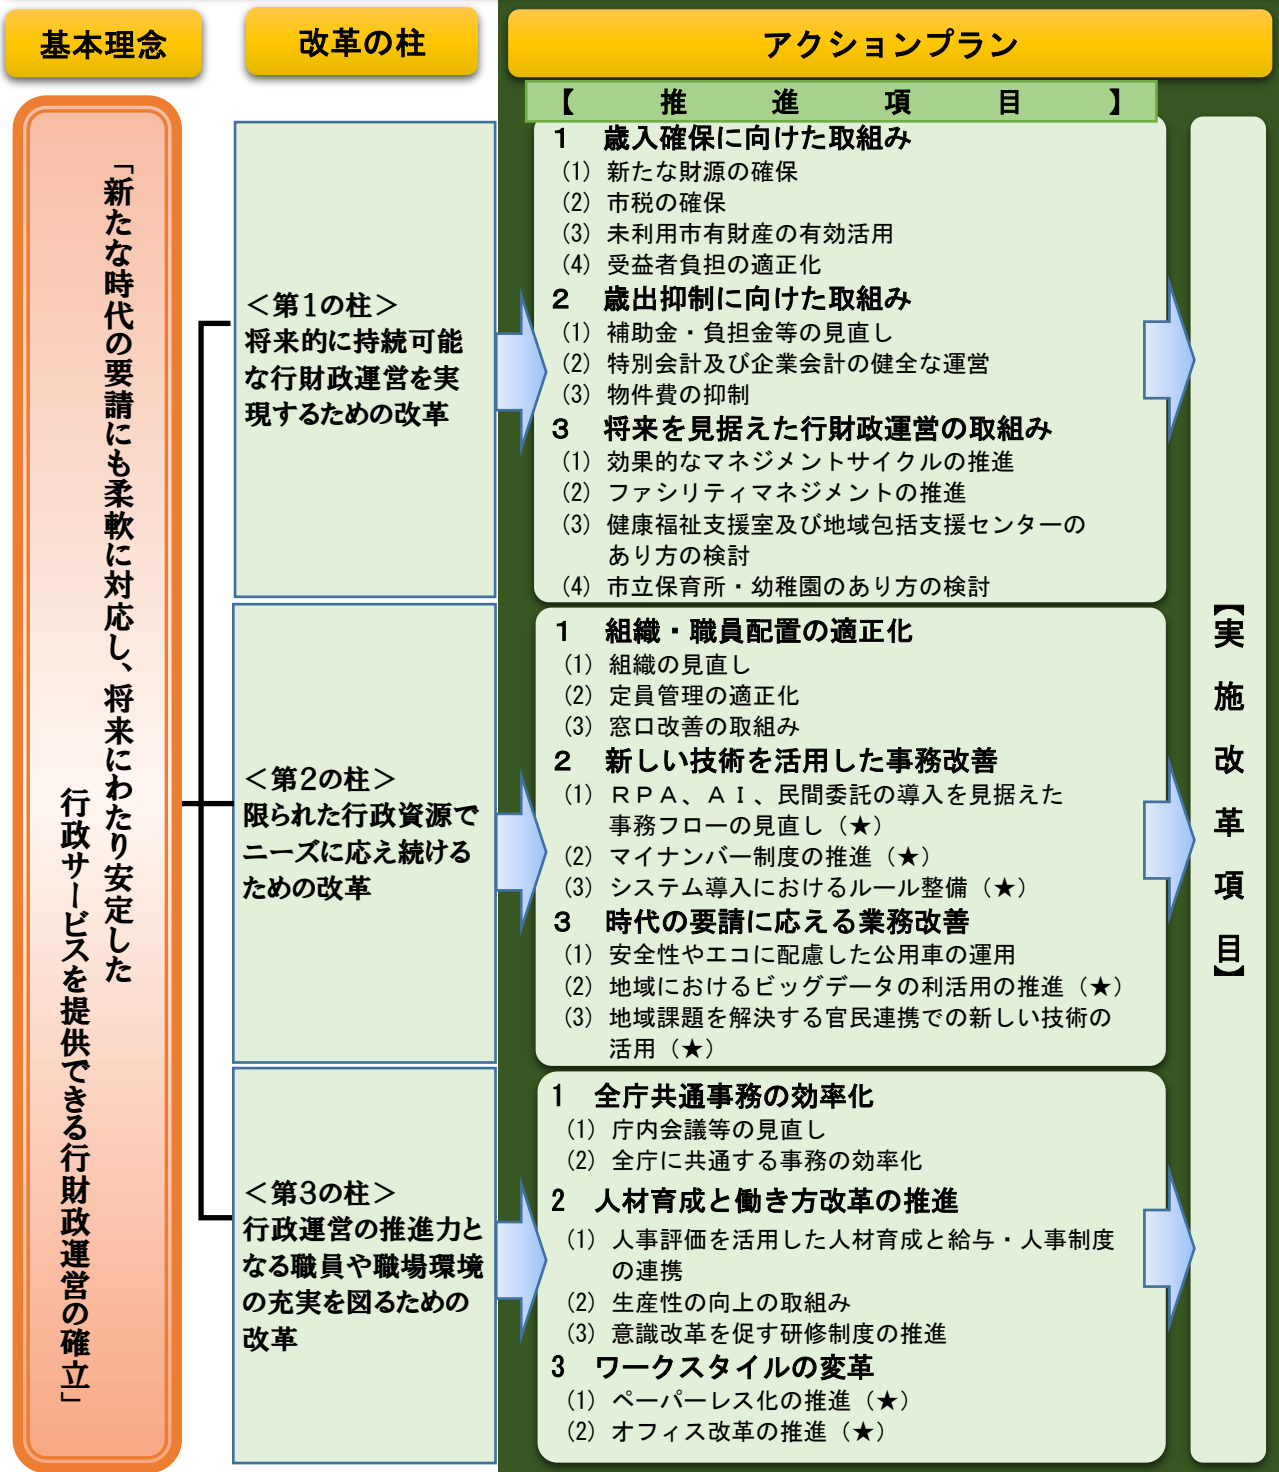 基本理念
改革の柱
アクションプラン
「新たな時代の要請にも柔軟に対応し、将来にわたり安定した
行政サービスを提供できる行財政運営の確立」
＜第1の柱＞
将来的に持続可能
な行財政運営を実
現するための改革
＜第2の柱＞
限られた行政資源で
ニーズに応え続ける
ための改革
＜第3の柱＞
行政運営の推進力と
なる職員や職場環境
の充実を図るための
改革
【　推　進　項　目　】
1　歳入確保に向けた取組み
(1) 新たな財源の確保
(2) 市税の確保
(3) 未利用市有財産の有効活用
(4) 受益者負担の適正化
2　歳出抑制に向けた取組み
(1) 補助金・負担金等の見直し
(2) 特別会計及び企業会計の健全な運営
(3) 物件費の抑制
3　将来を見据えた行財政運営の取組み
(1) 効果的なマネジメントサイクルの推進
(2) ファシリティマネジメントの推進
(3) 健康福祉支援室及び地域包括支援センターの
あり方の検討
(4) 市立保育所・幼稚園のあり方の検討
1　組織・職員配置の適正化
(1) 組織の見直し
(2) 定員管理の適正化
(3) 窓口改善の取組み
2　新しい技術を活用した事務改善
(1) ＲＰＡ、ＡＩ、民間委託の導入を見据えた
事務フローの見直し（★）
(2) マイナンバー制度の推進（★）
(3) システム導入におけるルール整備（★）
3　時代の要請に応える業務改善
(1) 安全性やエコに配慮した公用車の運用
(2) 地域におけるビッグデータの利活用の推進（★）
(3) 地域課題を解決する官民連携での新しい技術の
活用（★）
1　全庁共通事務の効率化
(1) 庁内会議等の見直し
(2) 全庁に共通する事務の効率化
2　人材育成と働き方改革の推進
(1) 人事評価を活用した人材育成と給与・人事制度
の連携
(2) 生産性の向上の取組み
(3) 意識改革を促す研修制度の推進
3　ワークスタイルの変革
(1) ペーパーレス化の推進（★）
(2) オフィス改革の推進（★）
【実施改革項目】